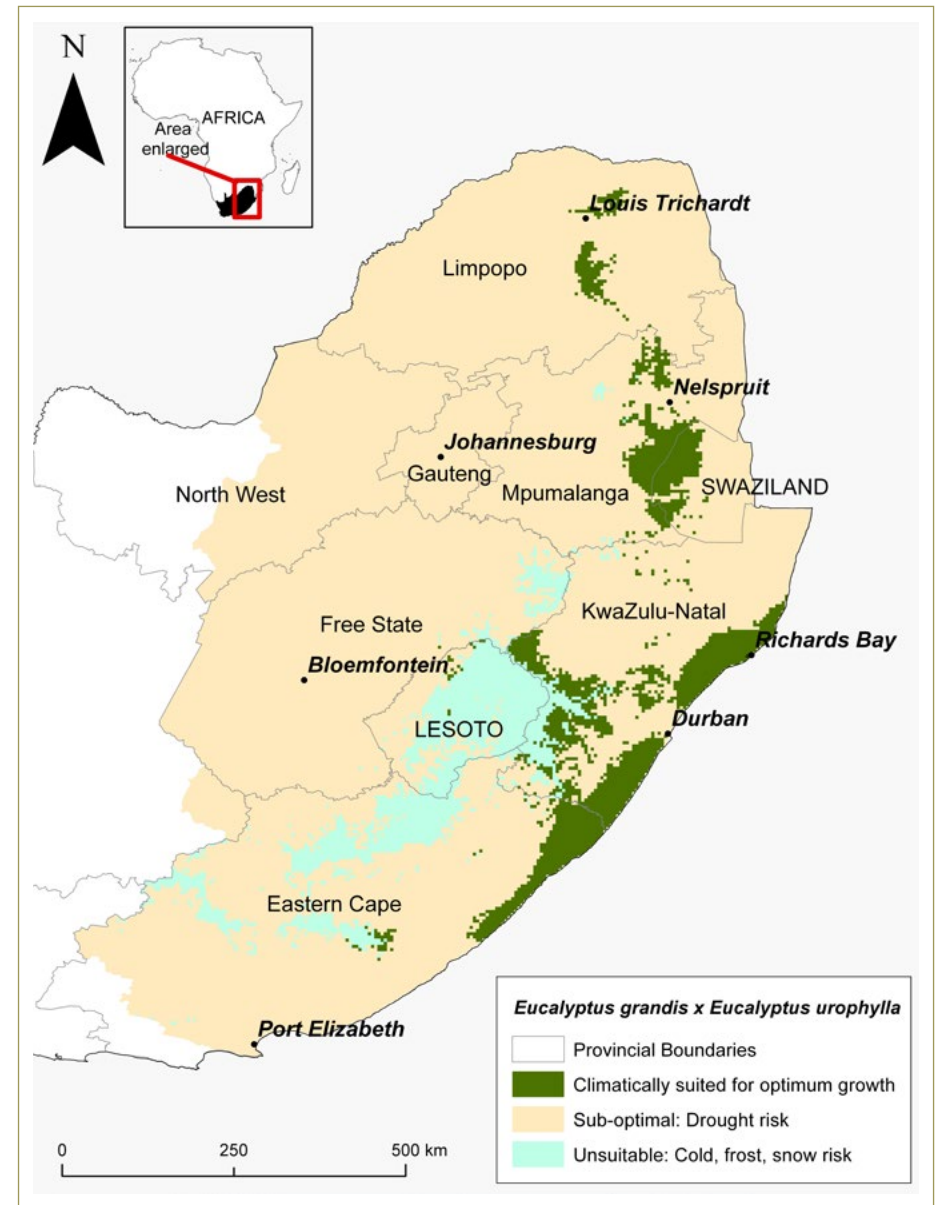 N
AFRICA
Area
enlarged
Louis Trichardt
Limpopo
Nelspruit
Johannesburg
Gauteng
North West
Mpumalanga
SWAZILAND
KwaZulu-Natal
Free State
Richards Bay
Bloemfontein
Durban
LESOTO
Eastern Cape
Port Elizabeth
Eucalyptus grandis x Eucalyptus urophylla
Provincial Boundaries
Climatically suited for optimum growth
Sub-optimal: Drought risk
Unsuitable: Cold, frost, snow risk
0 250 500 km